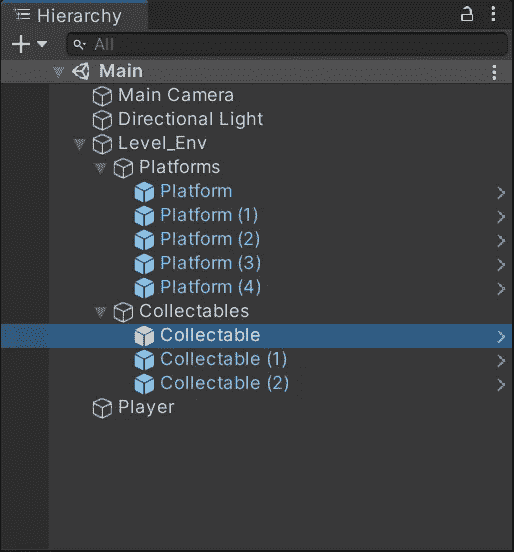 Hierarchy
All
Main
Main Camera
Directional Light
Level_Env
Platforms
Platform
Platform (1)
Platform (2)
Platform (3)
Platform (4)
Collectables
Collectable
Collectable (1)
Collectable (2)
Player